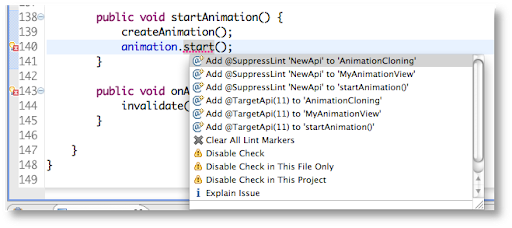 138 public void startAnimation() {
139 createAnimation();
140 animation.start();
141 }
Add @SuppressLint 'NewApi' to 'AnimationCloning'
142
Add @SuppressLint 'NewApi' to 'MyAnimationView'
143 public void onA
Add @SuppressLint 'NewApi' to 'startAnimation()'
144 invalidate(
Add @TargetApi(11) to 'AnimationCloning'
145 }
Add @TargetApi(11) to 'MyAnimationView'
146
Add @TargetApi(11) to 'startAnimation()'
147 }
Clear All Lint Markers
148 }
Disable Check
149
Disable Check in This File Only
Disable Check in This Project
i Explain Issue